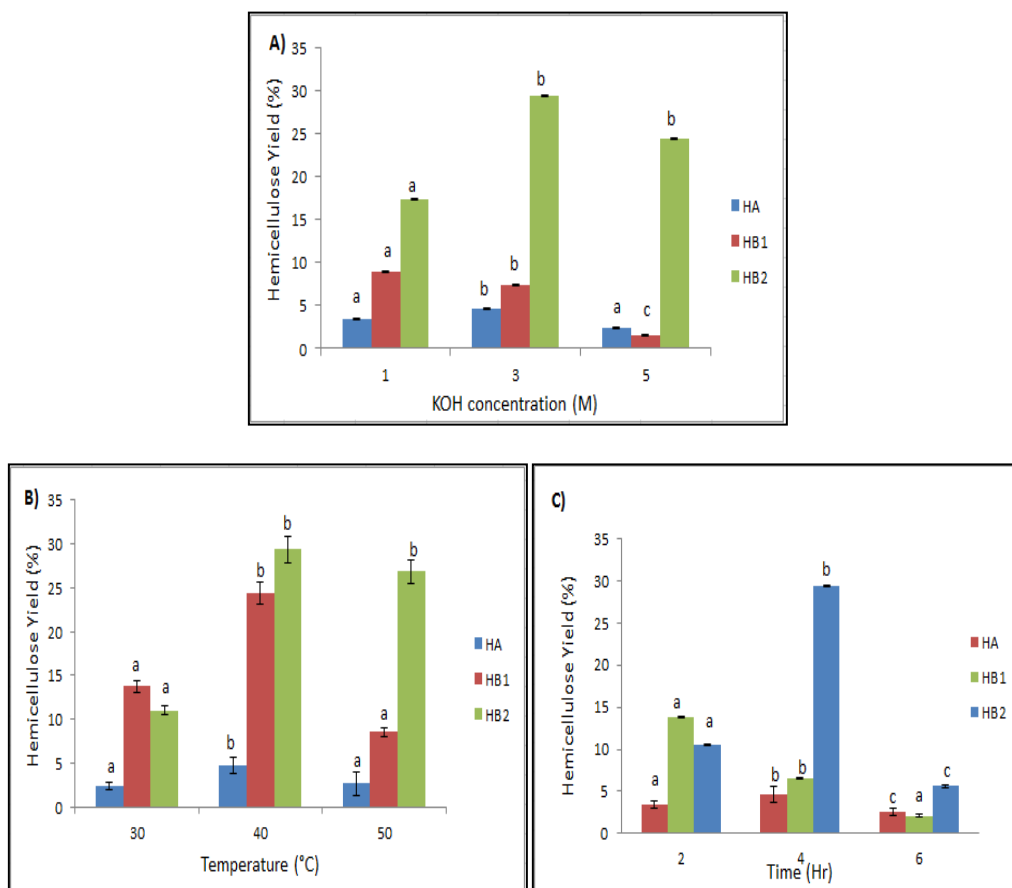 A)
Hemicellulose Yield (%)
35
30
25
20
15
10
5
0
a
a
a
b
b
b
a
c
b
1
3
5
KOH concentration (M)
HA
HB1
HB2
B)
Hemicellulose Yield (%)
35
30
25
20
15
10
5
0
a
a
a
b
b
b
a
a
b
30
40
50
Temperature (°C)
HA
HB1
HB2
C)
Hemicellulose Yield (%)
35
30
25
20
15
10
5
0
a
a
a
b
b
b
c
a
c
2
4
6
Time (Hr)
HA
HB1
HB2